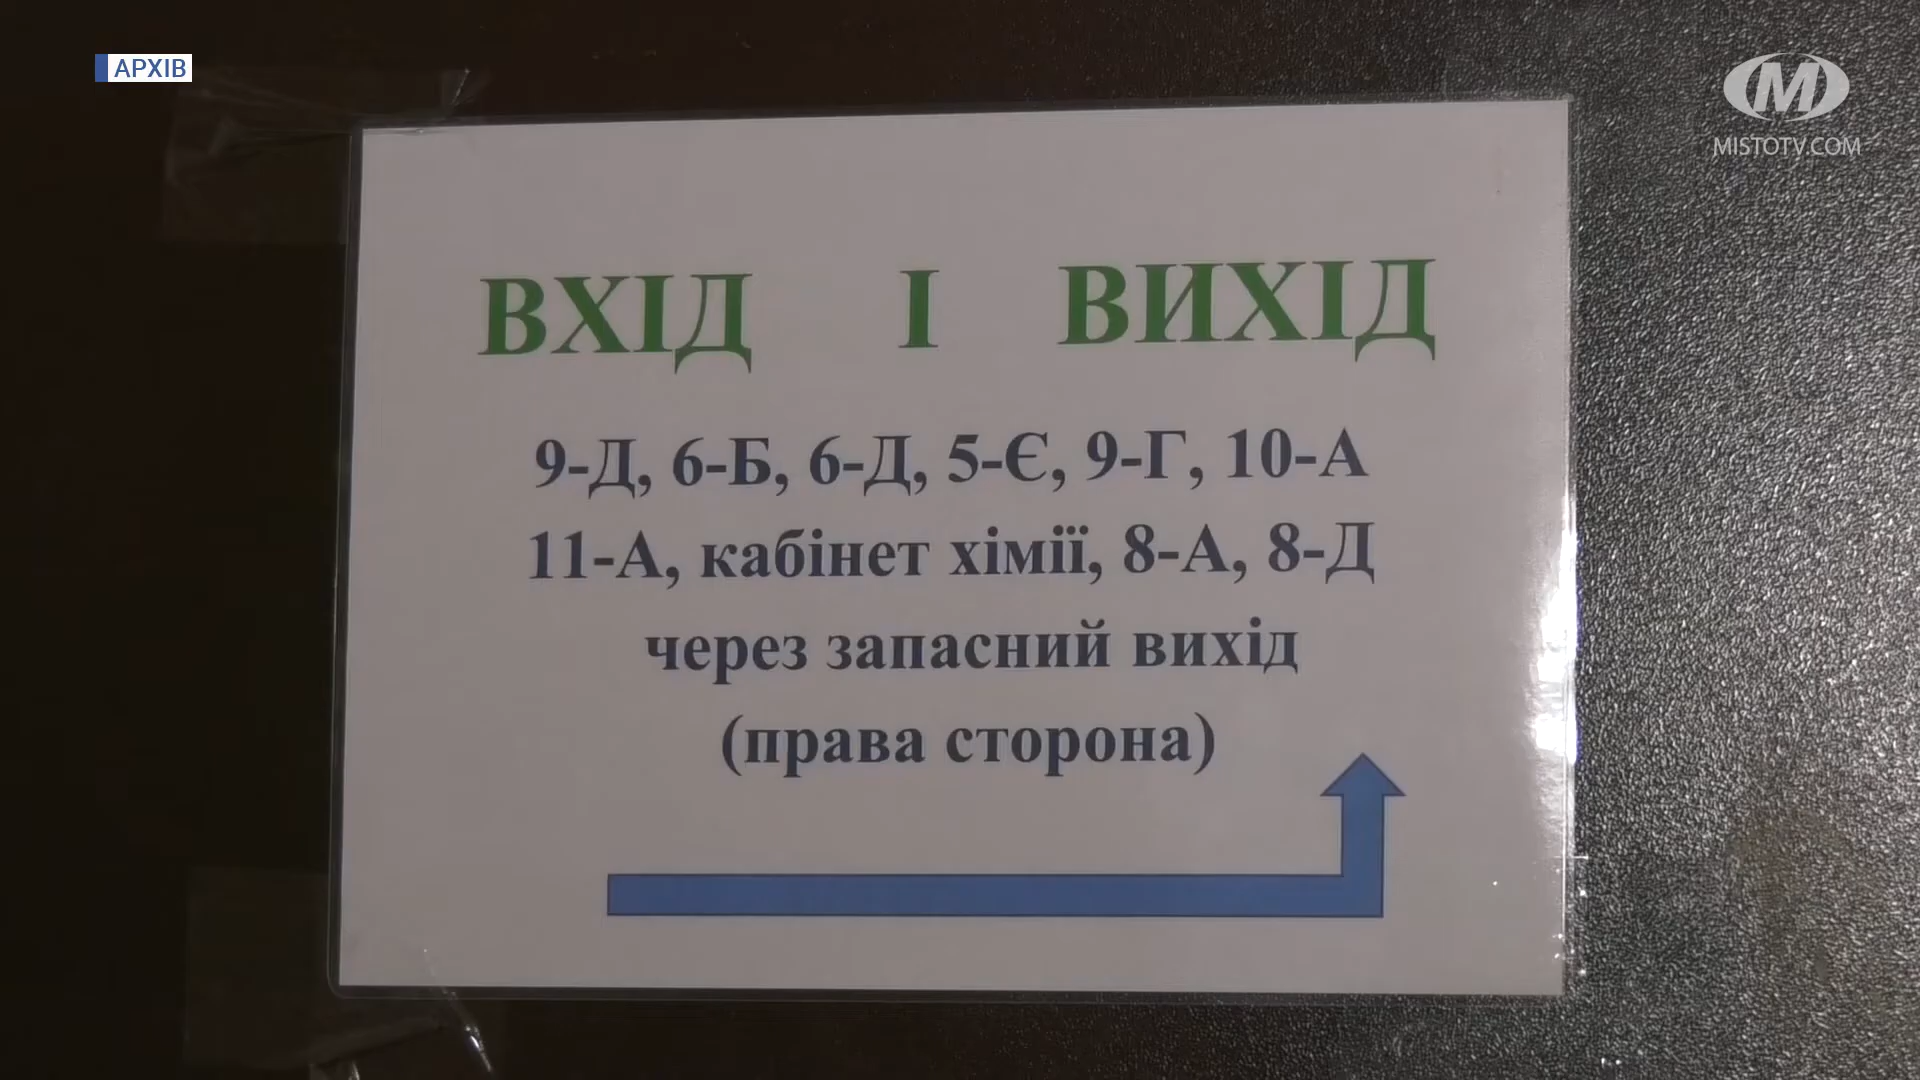 АРХІВ
M
MISTOTV.COM
ВХІД І ВИХІД
9-Д, 6-Б, 6-Д, 5-Є, 9-Г, 10-А
11-А, кабінет хімії, 8-А, 8-Д
через запасний вихід
(права сторона)